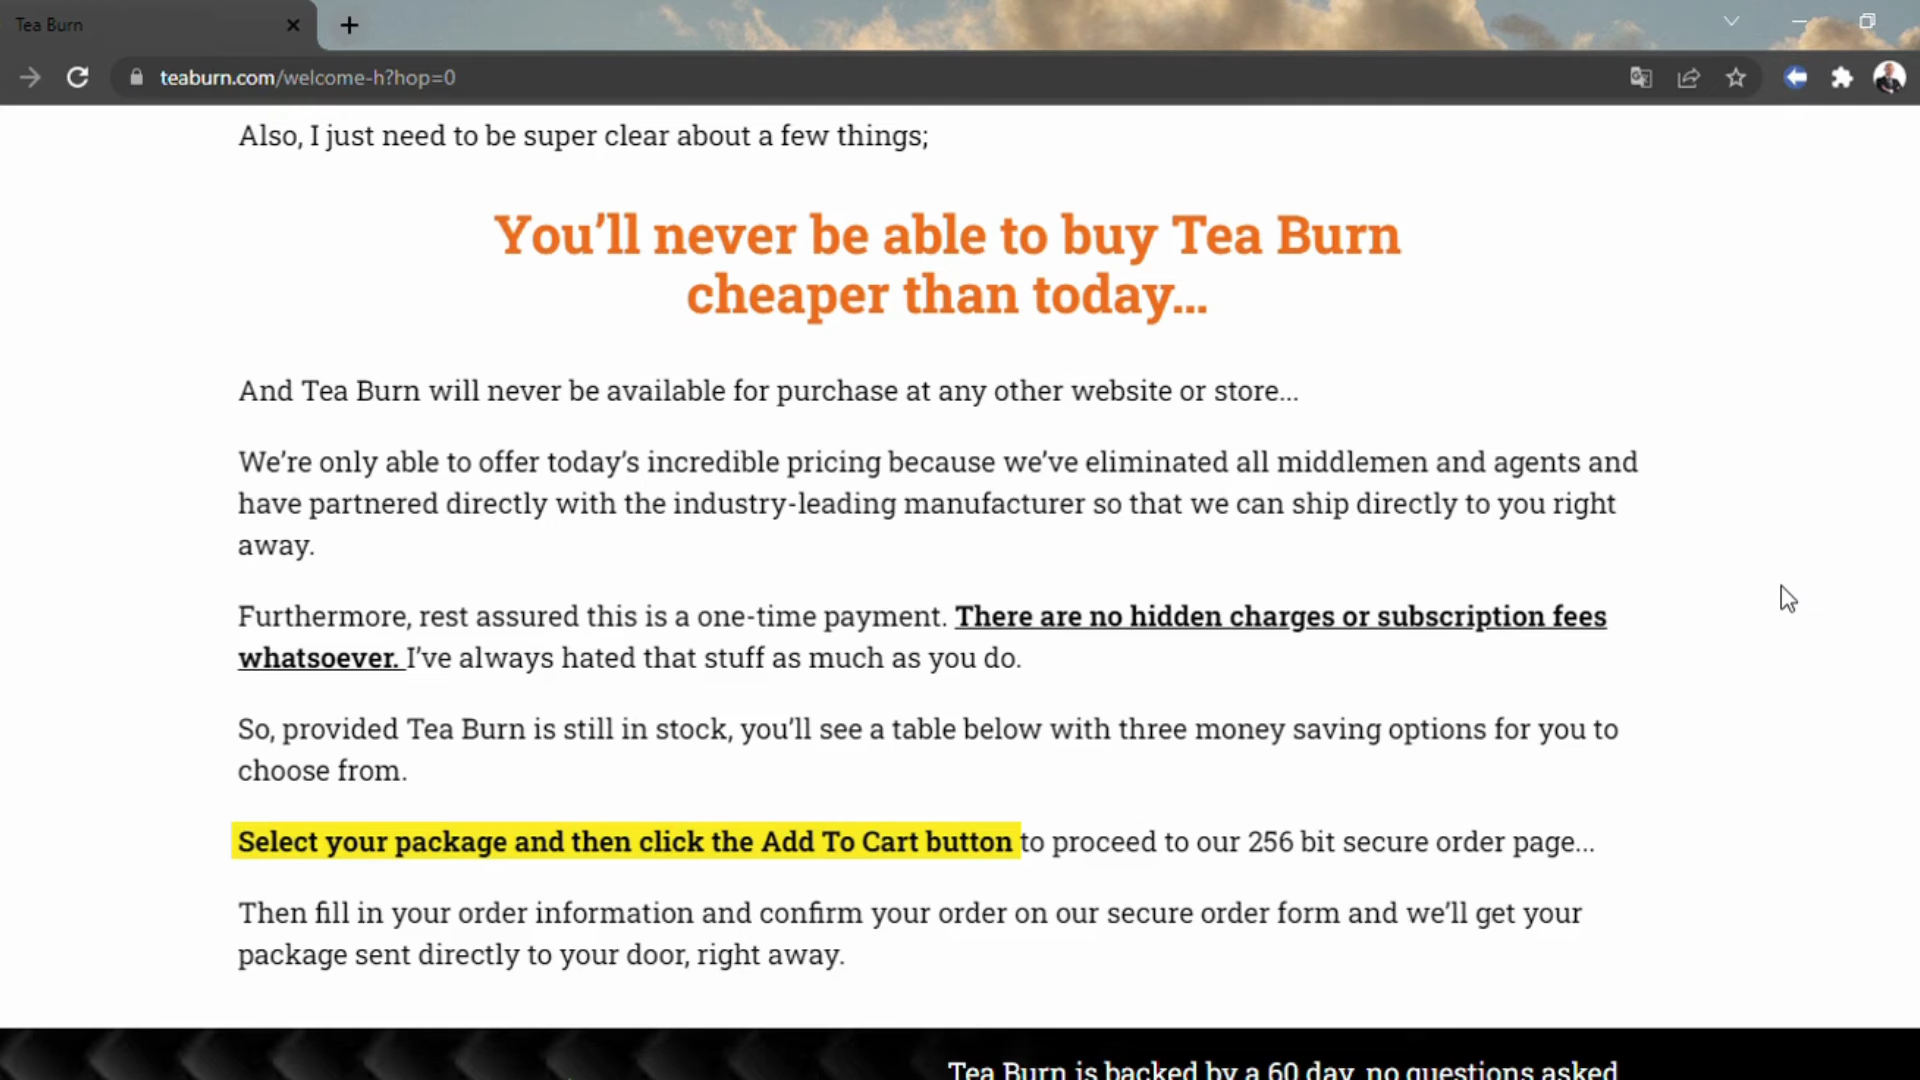 Tea Burn
teaburn.com/welcome-h?hop=0
Also, I just need to be super clear about a few things;
You’ll never be able to buy Tea Burn
cheaper than today...
And Tea Burn will never be available for purchase at any other website or store...
We’re only able to offer today’s incredible pricing because we’ve eliminated all middlemen and agents and
have partnered directly with the industry-leading manufacturer so that we can ship directly to you right
away.
Furthermore, rest assured this is a one-time payment. There are no hidden charges or subscription fees
whatsoever. I’ve always hated that stuff as much as you do.
So, provided Tea Burn is still in stock, you’ll see a table below with three money saving options for you to
choose from.
Select your package and then click the Add To Cart button to proceed to our 256 bit secure order page...
Then fill in your order information and confirm your order on our secure order form and we’ll get your
package sent directly to your door, right away.
Tea Burn is backed by a 60 day, no questions asked